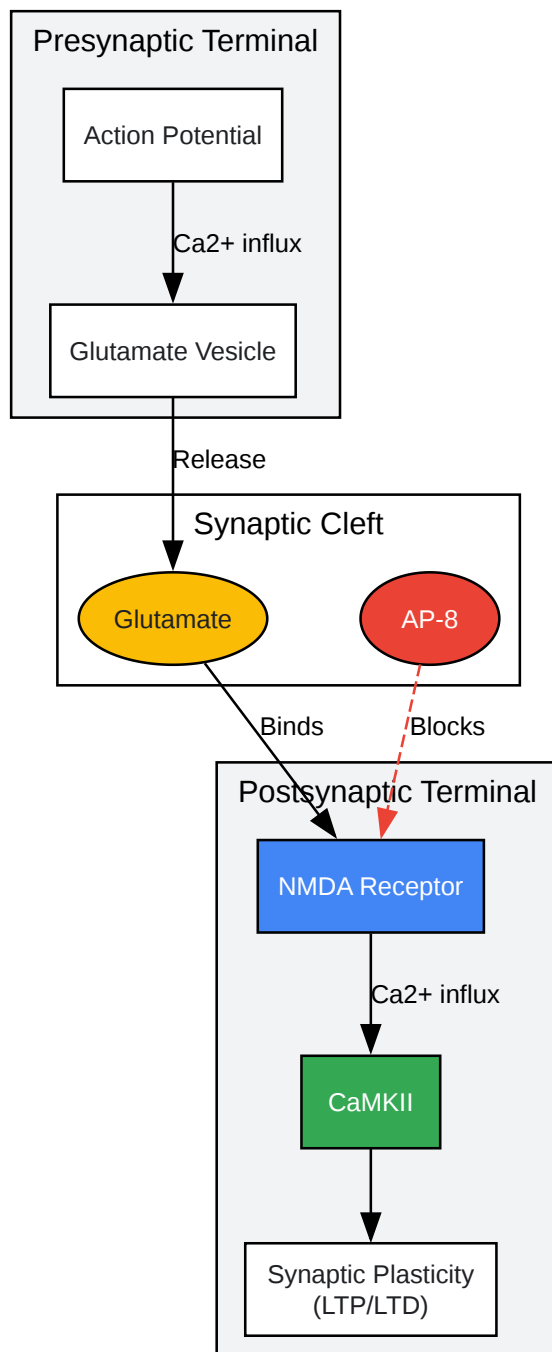 Presynaptic Terminal
Action Potential
Ca2+ influx
Glutamate Vesicle
Release
Synaptic Cleft
Glutamate
AP-8
Binds
Blocks
Postsynaptic Terminal
NMDA Receptor
Ca2+ influx
CaMKII
Synaptic Plasticity
(LTP/LTD)